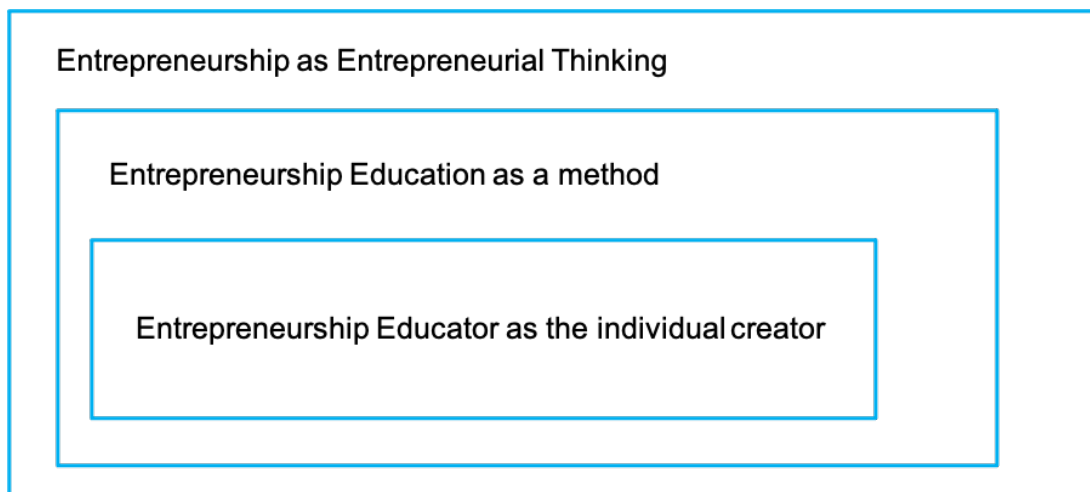 Entrepreneurship as Entrepreneurial Thinking
Entrepreneurship Education as a method
Entrepreneurship Educator as the individual creator